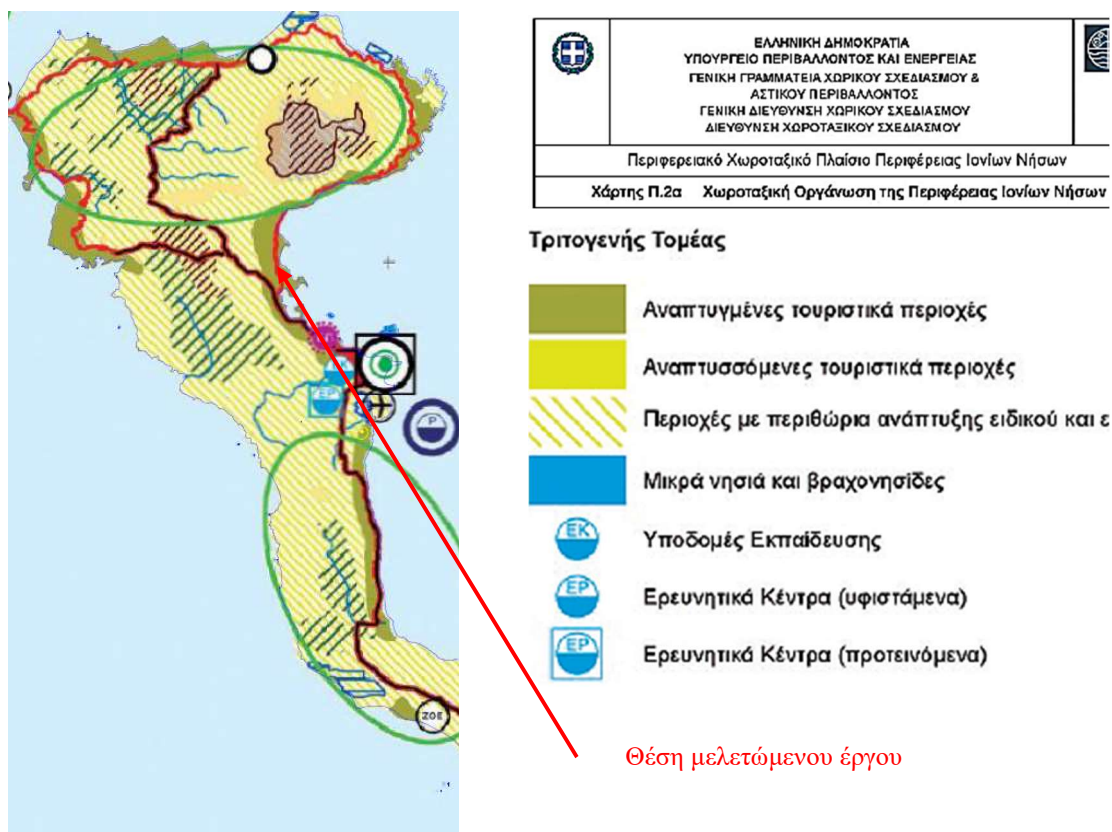 ΕΛΛΗΝΙΚΗ ΔΗΜΟΚΡΑΤΙΑ
ΥΠΟΥΡΓΕΙΟ ΠΕΡΙΒΑΛΛΟΝΤΟΣ ΚΑΙ ΕΝΕΡΓΕΙΑΣ
ΓΕΝΙΚΗ ΓΡΑΜΜΑΤΕΙΑ ΧΩΡΙΚΟΥ ΣΧΕΔΙΑΣΜΟΥ &
ΑΣΤΙΚΟΥ ΠΕΡΙΒΑΛΛΟΝΤΟΣ
ΓΕΝΙΚΗ ΔΙΕΥΘΥΝΣΗ ΧΩΡΙΚΟΥ ΣΧΕΔΙΑΣΜΟΥ
ΔΙΕΥΘΥΝΣΗ ΧΩΡΟΤΑΞΙΚΟΥ ΣΧΕΔΙΑΣΜΟΥ
Περιφερειακό Χωροταξικό Πλαίσιο Περιφέρειας Ιονίων Νήσων
Χάρτης Π.2α Χωροταξική Οργάνωση της Περιφέρειας Ιονίων Νήσων
Τριτογενής Τομέας
Αναπτυγμένες τουριστικά περιοχές
Αναπτυσσόμενες τουριστικά περιοχές
Περιοχές με περιθώρια ανάπτυξης ειδικού και ε
Μικρά νησιά και βραχονησίδες
ΕΚ Υποδομές Εκπαίδευσης
ΕΡ Ερευνητικά Κέντρα (υφιστάμενα)
ΕΡ Ερευνητικά Κέντρα (προτεινόμενα)
ΕΡ
Ρ
ΖΟΕ
Θέση μελετώμενου έργου